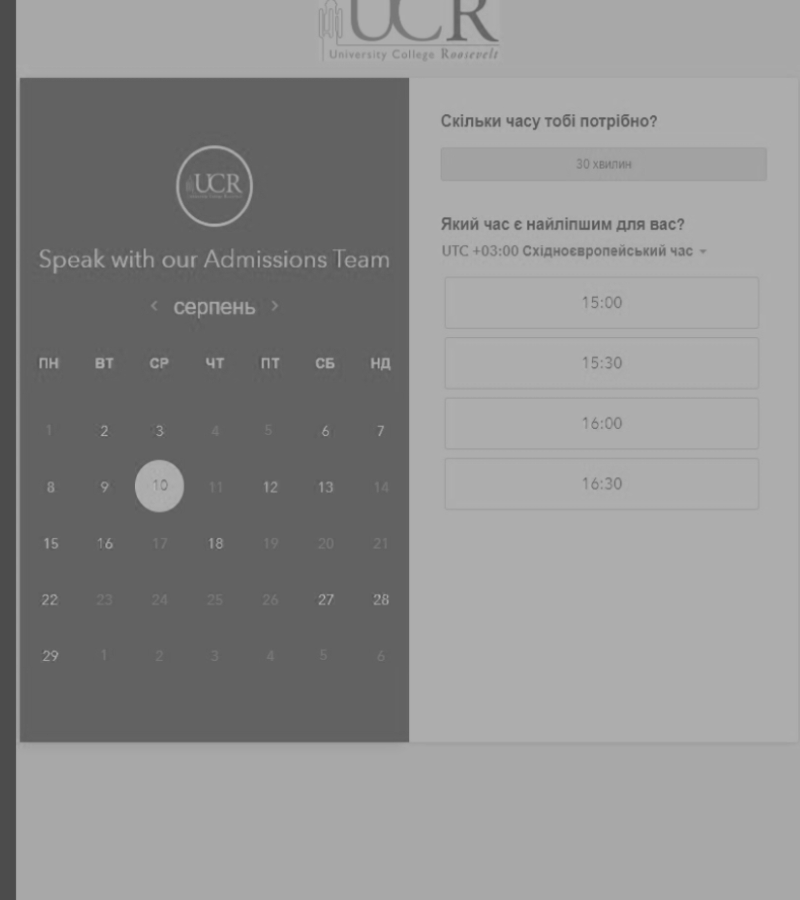 UCR
University College Roosevelt
UCR
Speak with our Admissions Team
‹ серпень ›
ПН ВТ СР ЧТ ПТ СБ НД
1 2 3 4 5 6 7
8 9 10 11 12 13 14
15 16 17 18 19 20 21
22 23 24 25 26 27 28
29 1 2 3 4 5 6
Скільки часу тобі потрібно?
30 хвилин
Який час є найліпшим для вас?
UTC +03:00 Східноєвропейський час
15:00
15:30
16:00
16:30